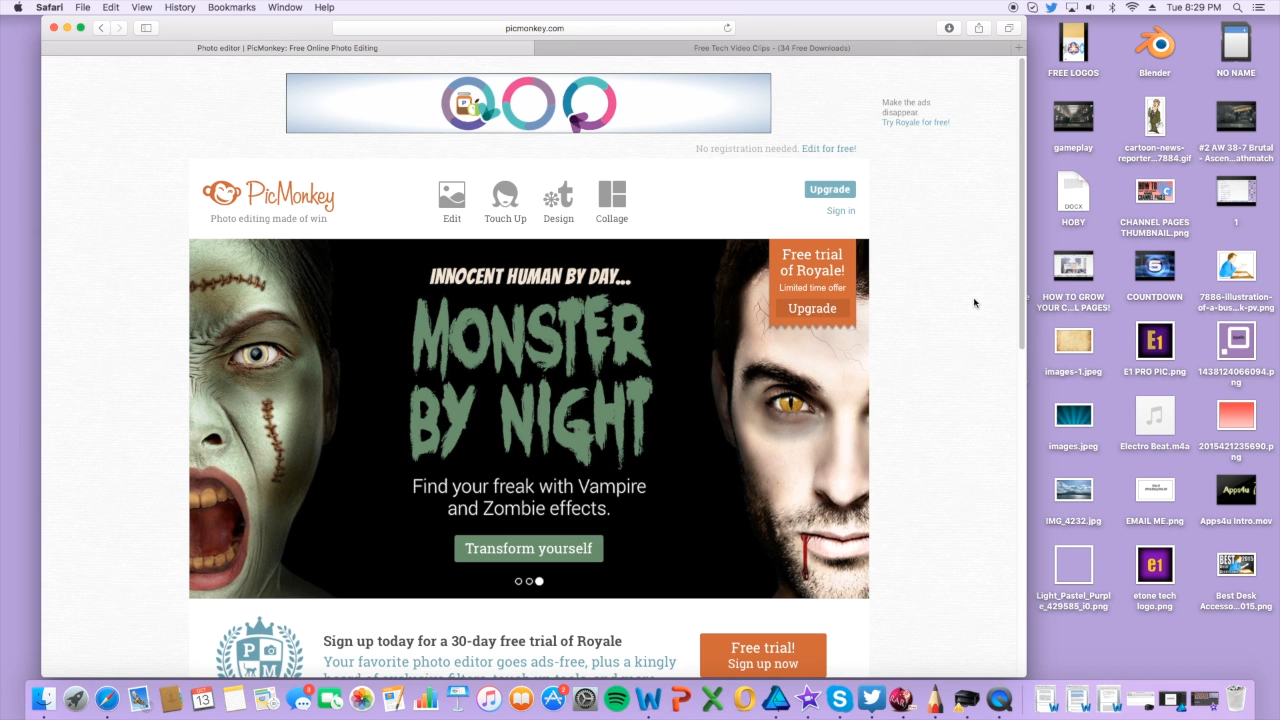 Safari File Edit View History Bookmarks Window Help
Tue 8:29 PM
picmonkey.com
Photo editor | PicMonkey: Free Online Photo Editing
Free Tech Video Clips - (34 Free Downloads)
Make the ads
disappear.
Try Royale for free!
No registration needed. Edit for free!
PicMonkey
Photo editing made of win
Edit
Touch Up
Design
Collage
Upgrade
Sign in
INNOCENT HUMAN BY DAY...
MONSTER
BY NIGHT
Find your freak with Vampire
and Zombie effects.
Transform yourself
Free trial
of Royale!
Limited time offer
Upgrade
Sign up today for a 30-day free trial of Royale
Your favorite photo editor goes ads-free, plus a kingly
Free trial!
Sign up now
FREE LOGOS
Blender
NO NAME
gameplay
cartoon-news-
reporter...7884.gif
#2 AW 38-7 Brutal
- Ascen...athmatch
DOCX
HOBY
CHANNEL PAGES
THUMBNAIL.png
1
HOW TO GROW
YOUR C...L PAGES!
COUNTDOWN
7886-illustration-
of-a-bus...k-pv.png
images-1.jpeg
E1
E1 PRO PIC.png
1438124066094.p
ng
images.jpeg
Electro Beat.m4a
2015421235690.p
ng
IMG_4232.jpg
EMAIL ME.png
Apps4u
Apps4u Intro.mov
Light_Pastel_Purpl
e_429585_i0.png
e1
etone tech
logo.png
Best Desk
Accesso...015.png
OCT
13